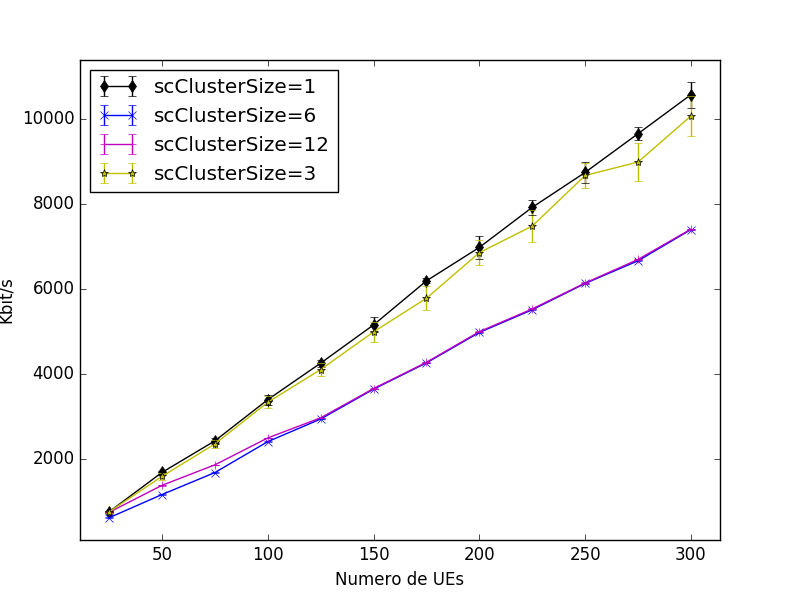 scClusterSize=1
scClusterSize=6
scClusterSize=12
scClusterSize=3
10000
8000
6000
4000
2000
Kbit/s
50 100 150 200 250 300
Numero de UEs